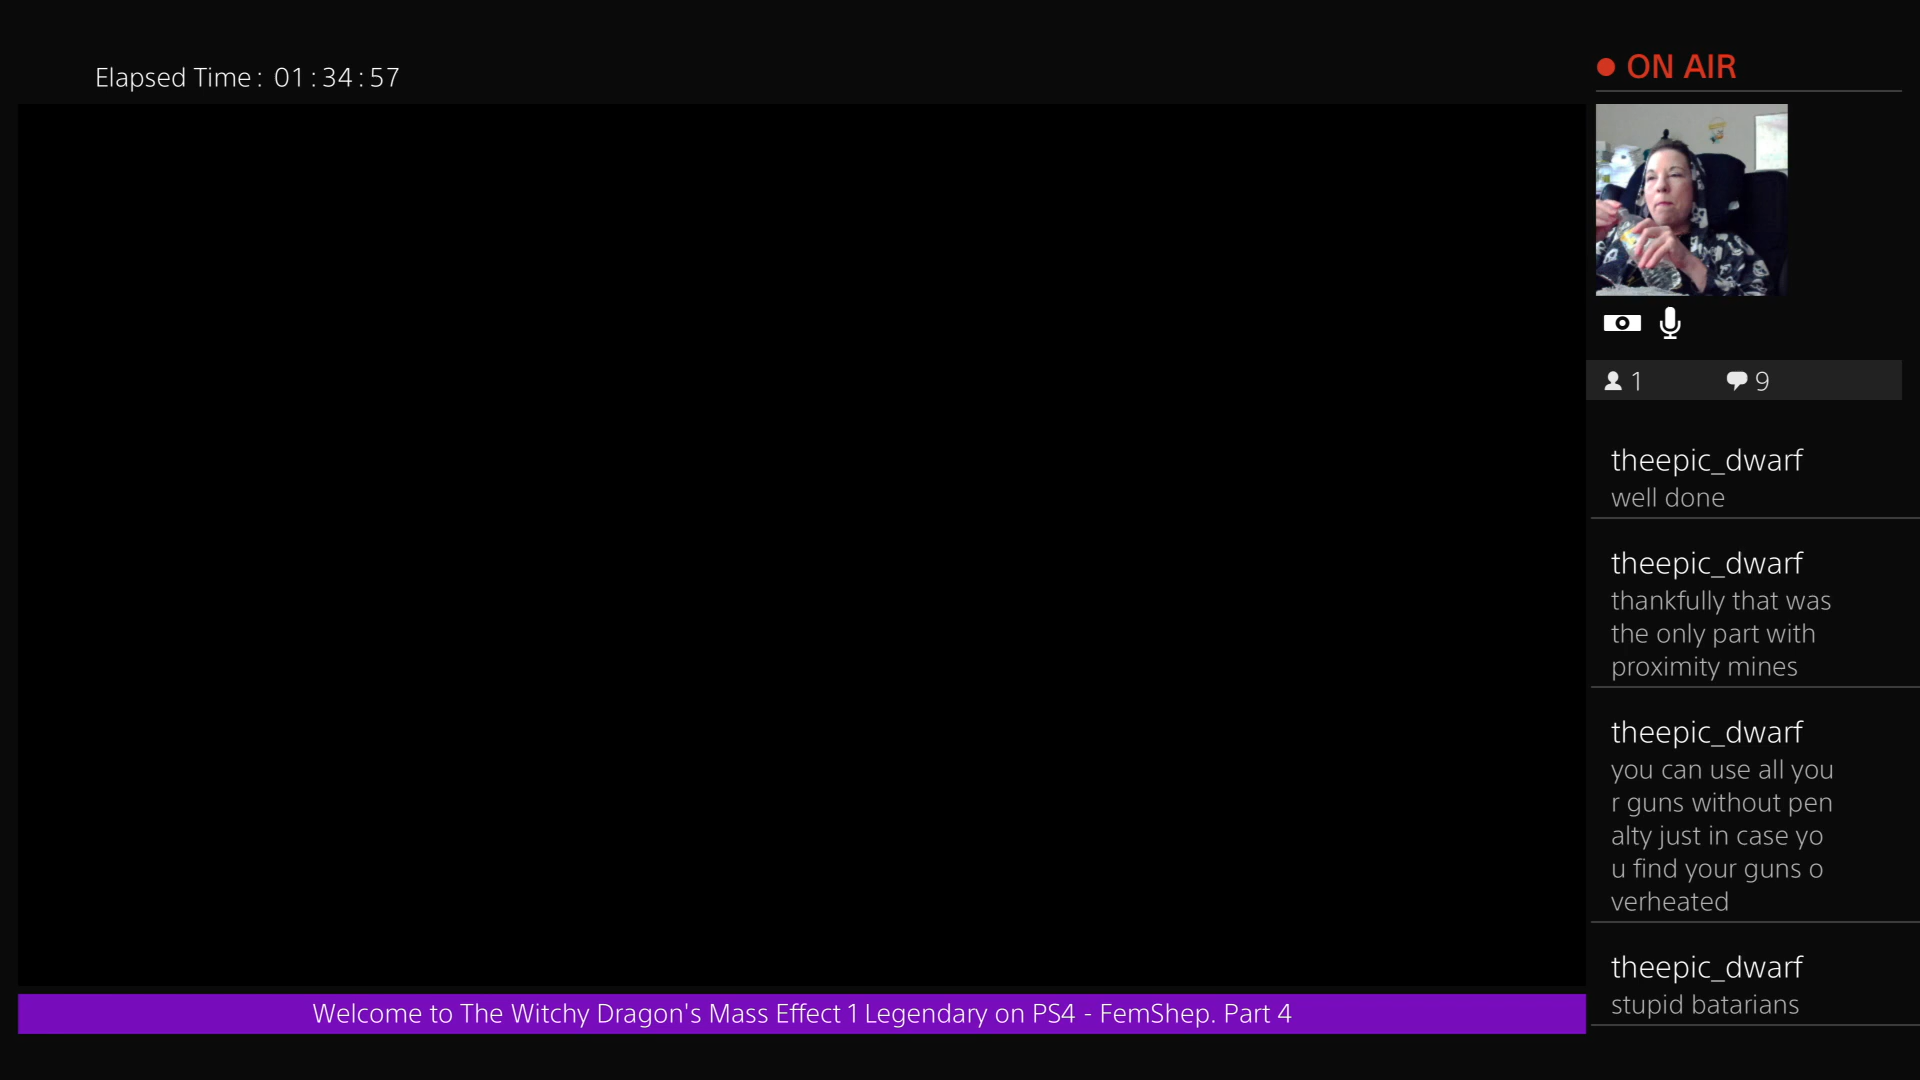 Elapsed Time: 01:34:57
ON AIR
1 9
theepic_dwarf
well done
theepic_dwarf
thankfully that was
the only part with
proximity mines
theepic_dwarf
you can use all you
r guns without pen
alty just in case yo
u find your guns o
verheated
theepic_dwarf
stupid batarians
Welcome to The Witchy Dragon's Mass Effect 1 Legendary on PS4 - FemShep. Part 4